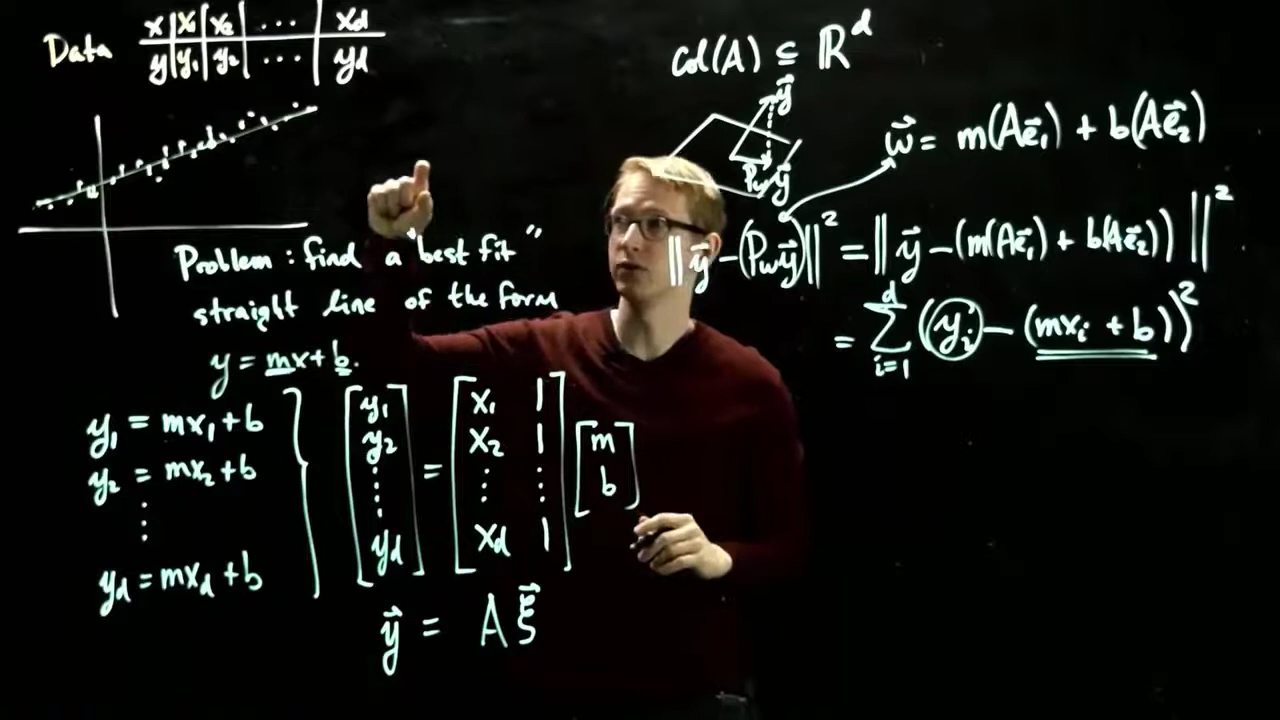 Data x x₁ x₂ ... x_d
y y₁ y₂ ... y_d
Problem : find a "best fit"
straight line of the form
y = mx + b.
y₁ = mx₁ + b
y₂ = mx₂ + b
⋮
y_d = mx_d + b
[y₁ y₂ ⋮ y_d] = [x₁ 1 x₂ 1 ⋮ ⋮ x_d 1] [m b]
y⃗ = A ξ⃗
Col(A) ⊆ ℝ^d
y⃗
P_W y⃗
w⃗ = m(Ae⃗₁) + b(Ae⃗₂)
‖y⃗ - (P_W y⃗)‖² = ‖y⃗ - (m(Ae⃗₁) + b(Ae⃗₂))‖²
= ∑_{i=1}^{d} (y_i - (mx_i + b))²